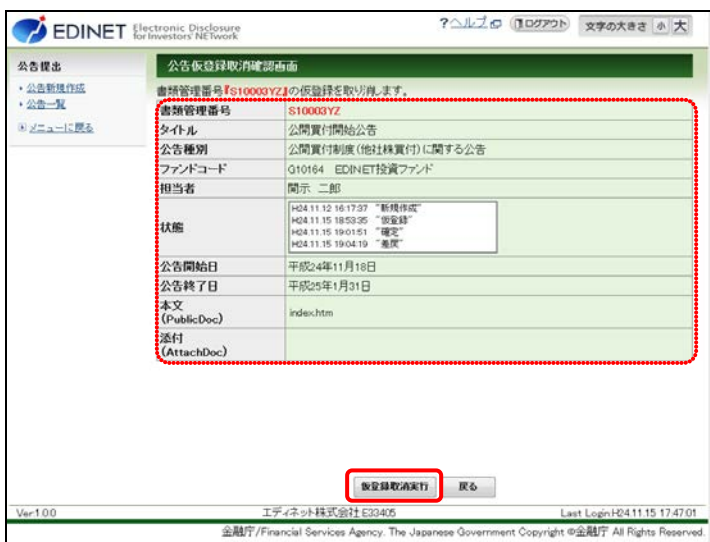 EDINET Electronic Disclosure for Investors' NETwork
?ヘルプ ログアウト 文字の大きさ 小 大
公告提出
・公告新規作成
・公告一覧
メニューに戻る
公告仮登録取消確認画面
書類管理番号『S10003YZ』の仮登録を取り消します。
書類管理番号 S10003YZ
タイトル 公開買付開始公告
公告種別 公開買付制度(他社株買付)に関する公告
ファンドコード G10164 EDINET投資ファンド
担当者 開示 二郎
状態
H24.11.12 16:17:37 "新規作成"
H24.11.15 18:53:35 "仮登録"
H24.11.15 19:01:51 "確定"
H24.11.15 19:04:19 "差戻"
公告開始日 平成24年11月18日
公告終了日 平成25年1月31日
本文
(PublicDoc) index.htm
添付
(AttachDoc)
仮登録取消実行 戻る
Ver.1.00 エディネット株式会社 E33405 Last Login:H24.11.15 17:47:01
金融庁/Financial Services Agency. The Japanese Government Copyright ©金融庁 All Rights Reserved.